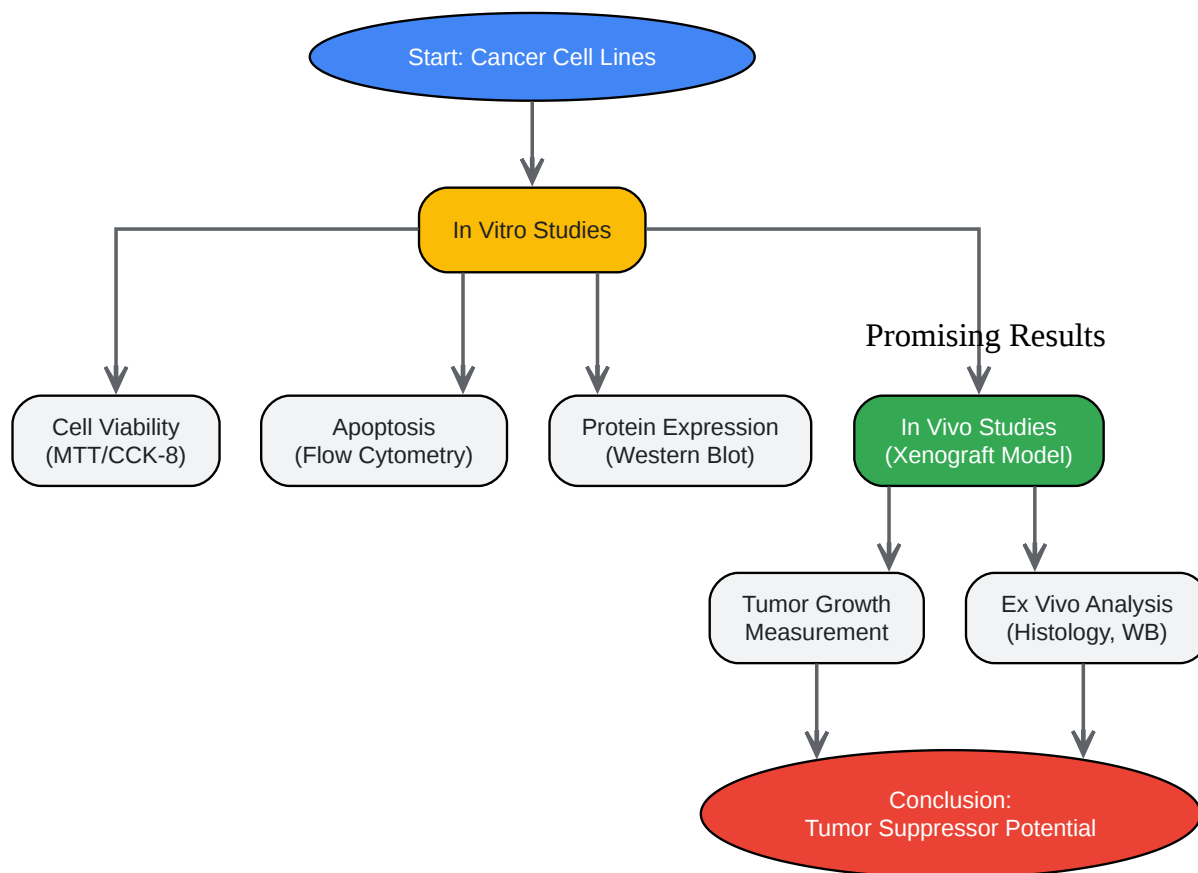 Start: Cancer Cell Lines
In Vitro Studies
Promising Results
Cell Viability
(MTT/CCK-8)
Apoptosis
(Flow Cytometry)
Protein Expression
(Western Blot)
In Vivo Studies
(Xenograft Model)
Tumor Growth
Measurement
Ex Vivo Analysis
(Histology, WB)
Conclusion:
Tumor Suppressor Potential